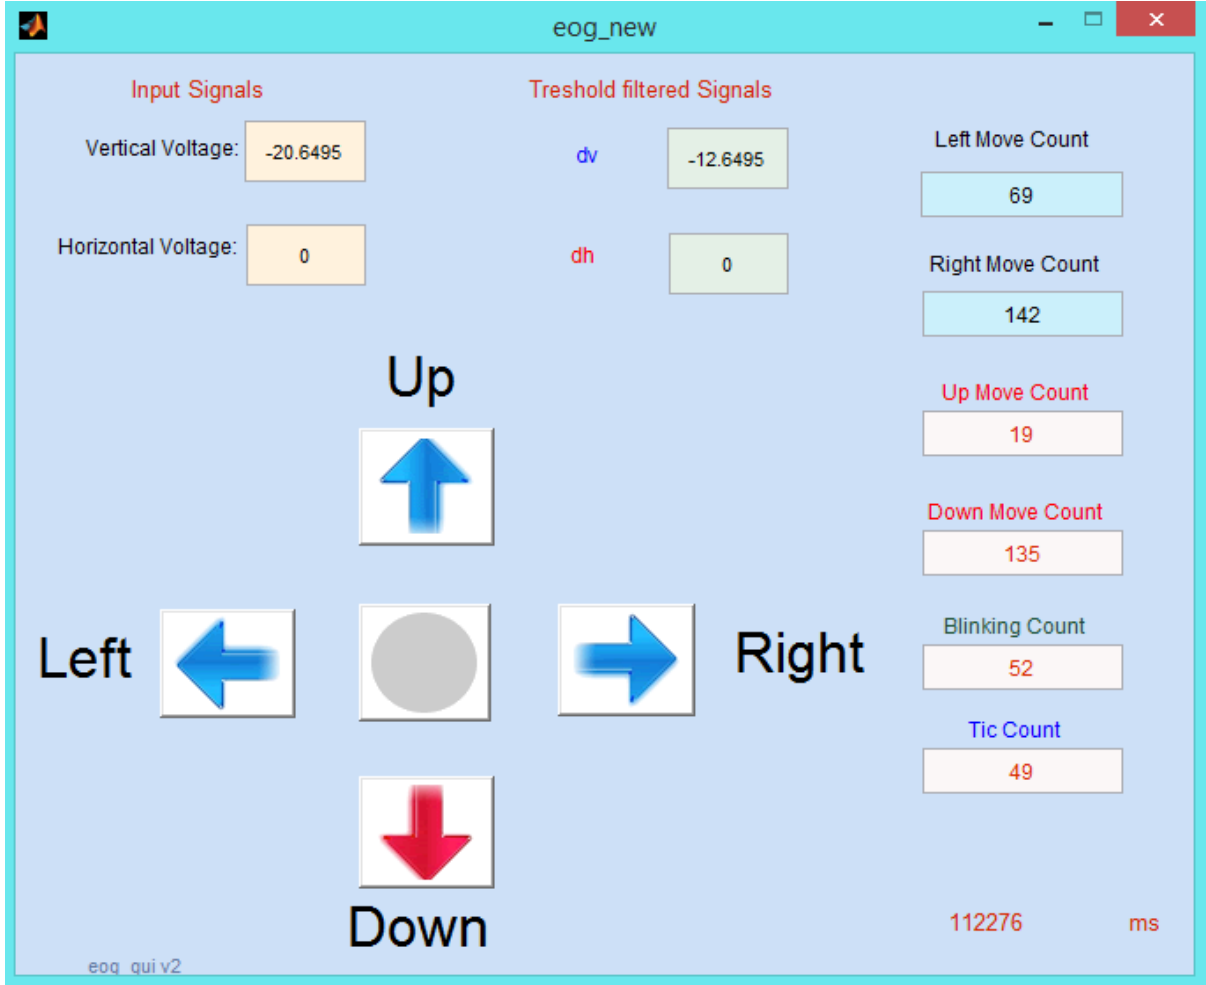 eog_new
Input Signals
Treshold filtered Signals
Vertical Voltage: -20.6495
dv -12.6495
Left Move Count
69
Horizontal Voltage: 0
dh 0
Right Move Count
142
Up
Up Move Count
19
Down Move Count
135
Left
Right
Blinking Count
52
Tic Count
49
Down
112276 ms
eog_gui v2